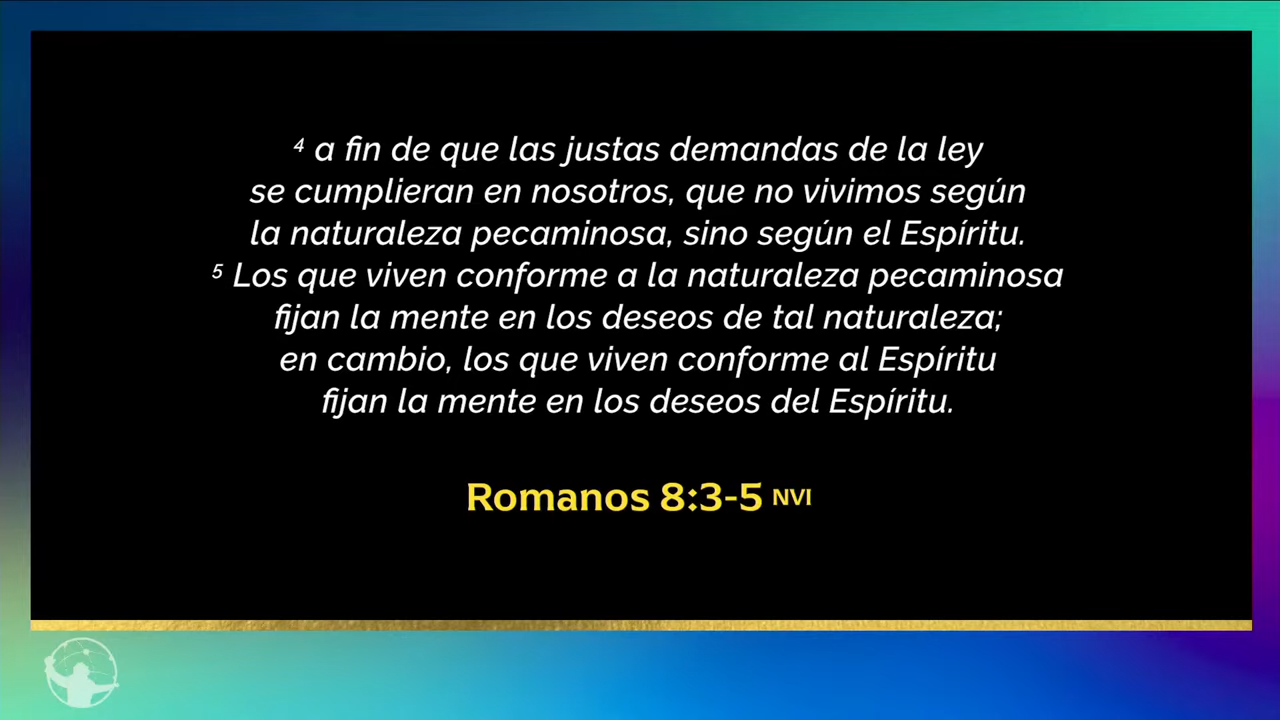 ⁴ a fin de que las justas demandas de la ley
se cumplieran en nosotros, que no vivimos según
la naturaleza pecaminosa, sino según el Espíritu.
⁵ Los que viven conforme a la naturaleza pecaminosa
fijan la mente en los deseos de tal naturaleza;
en cambio, los que viven conforme al Espíritu
fijan la mente en los deseos del Espíritu.
Romanos 8:3-5 NVI